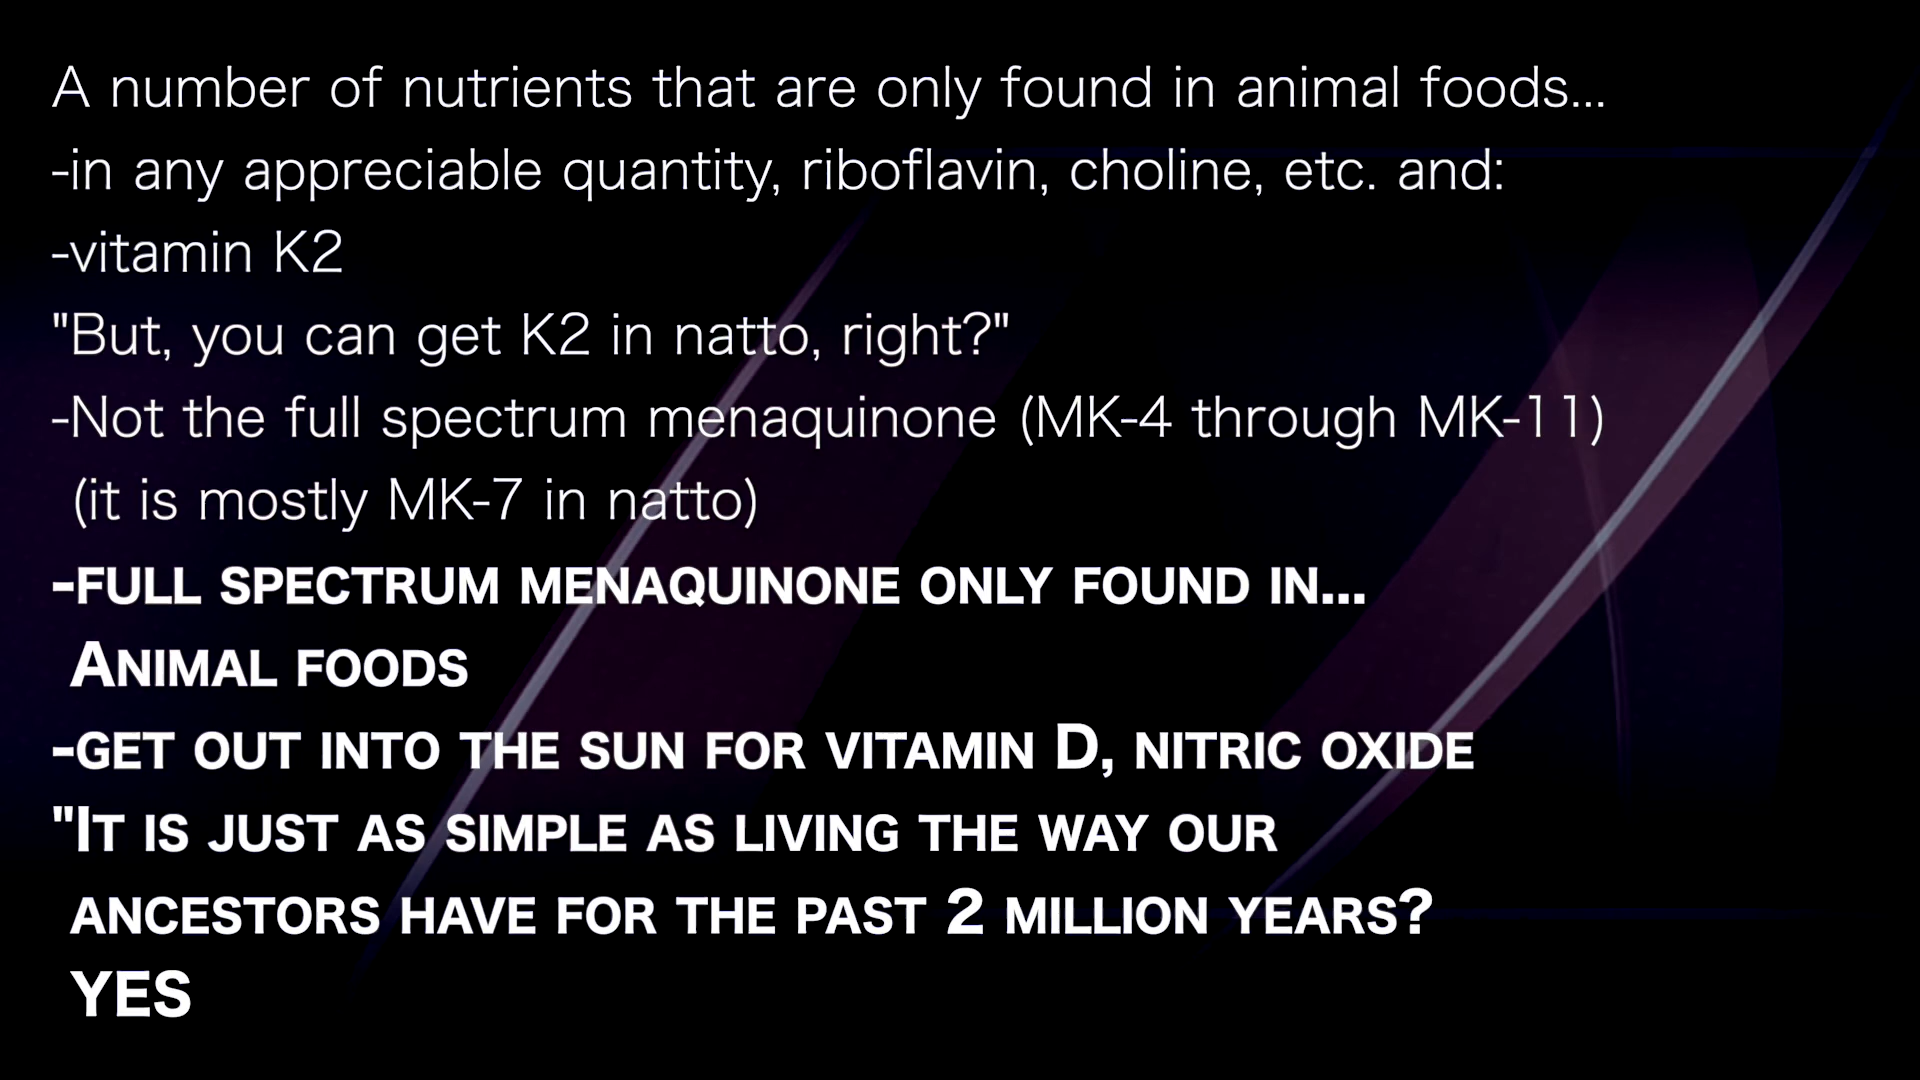 A number of nutrients that are only found in animal foods...
-in any appreciable quantity, riboflavin, choline, etc. and:
-vitamin K2
"But, you can get K2 in natto, right?"
-Not the full spectrum menaquinone (MK-4 through MK-11)
(it is mostly MK-7 in natto)
-FULL SPECTRUM MENAQUINONE ONLY FOUND IN...
ANIMAL FOODS
-GET OUT INTO THE SUN FOR VITAMIN D, NITRIC OXIDE
"IT IS JUST AS SIMPLE AS LIVING THE WAY OUR
ANCESTORS HAVE FOR THE PAST 2 MILLION YEARS?
YES